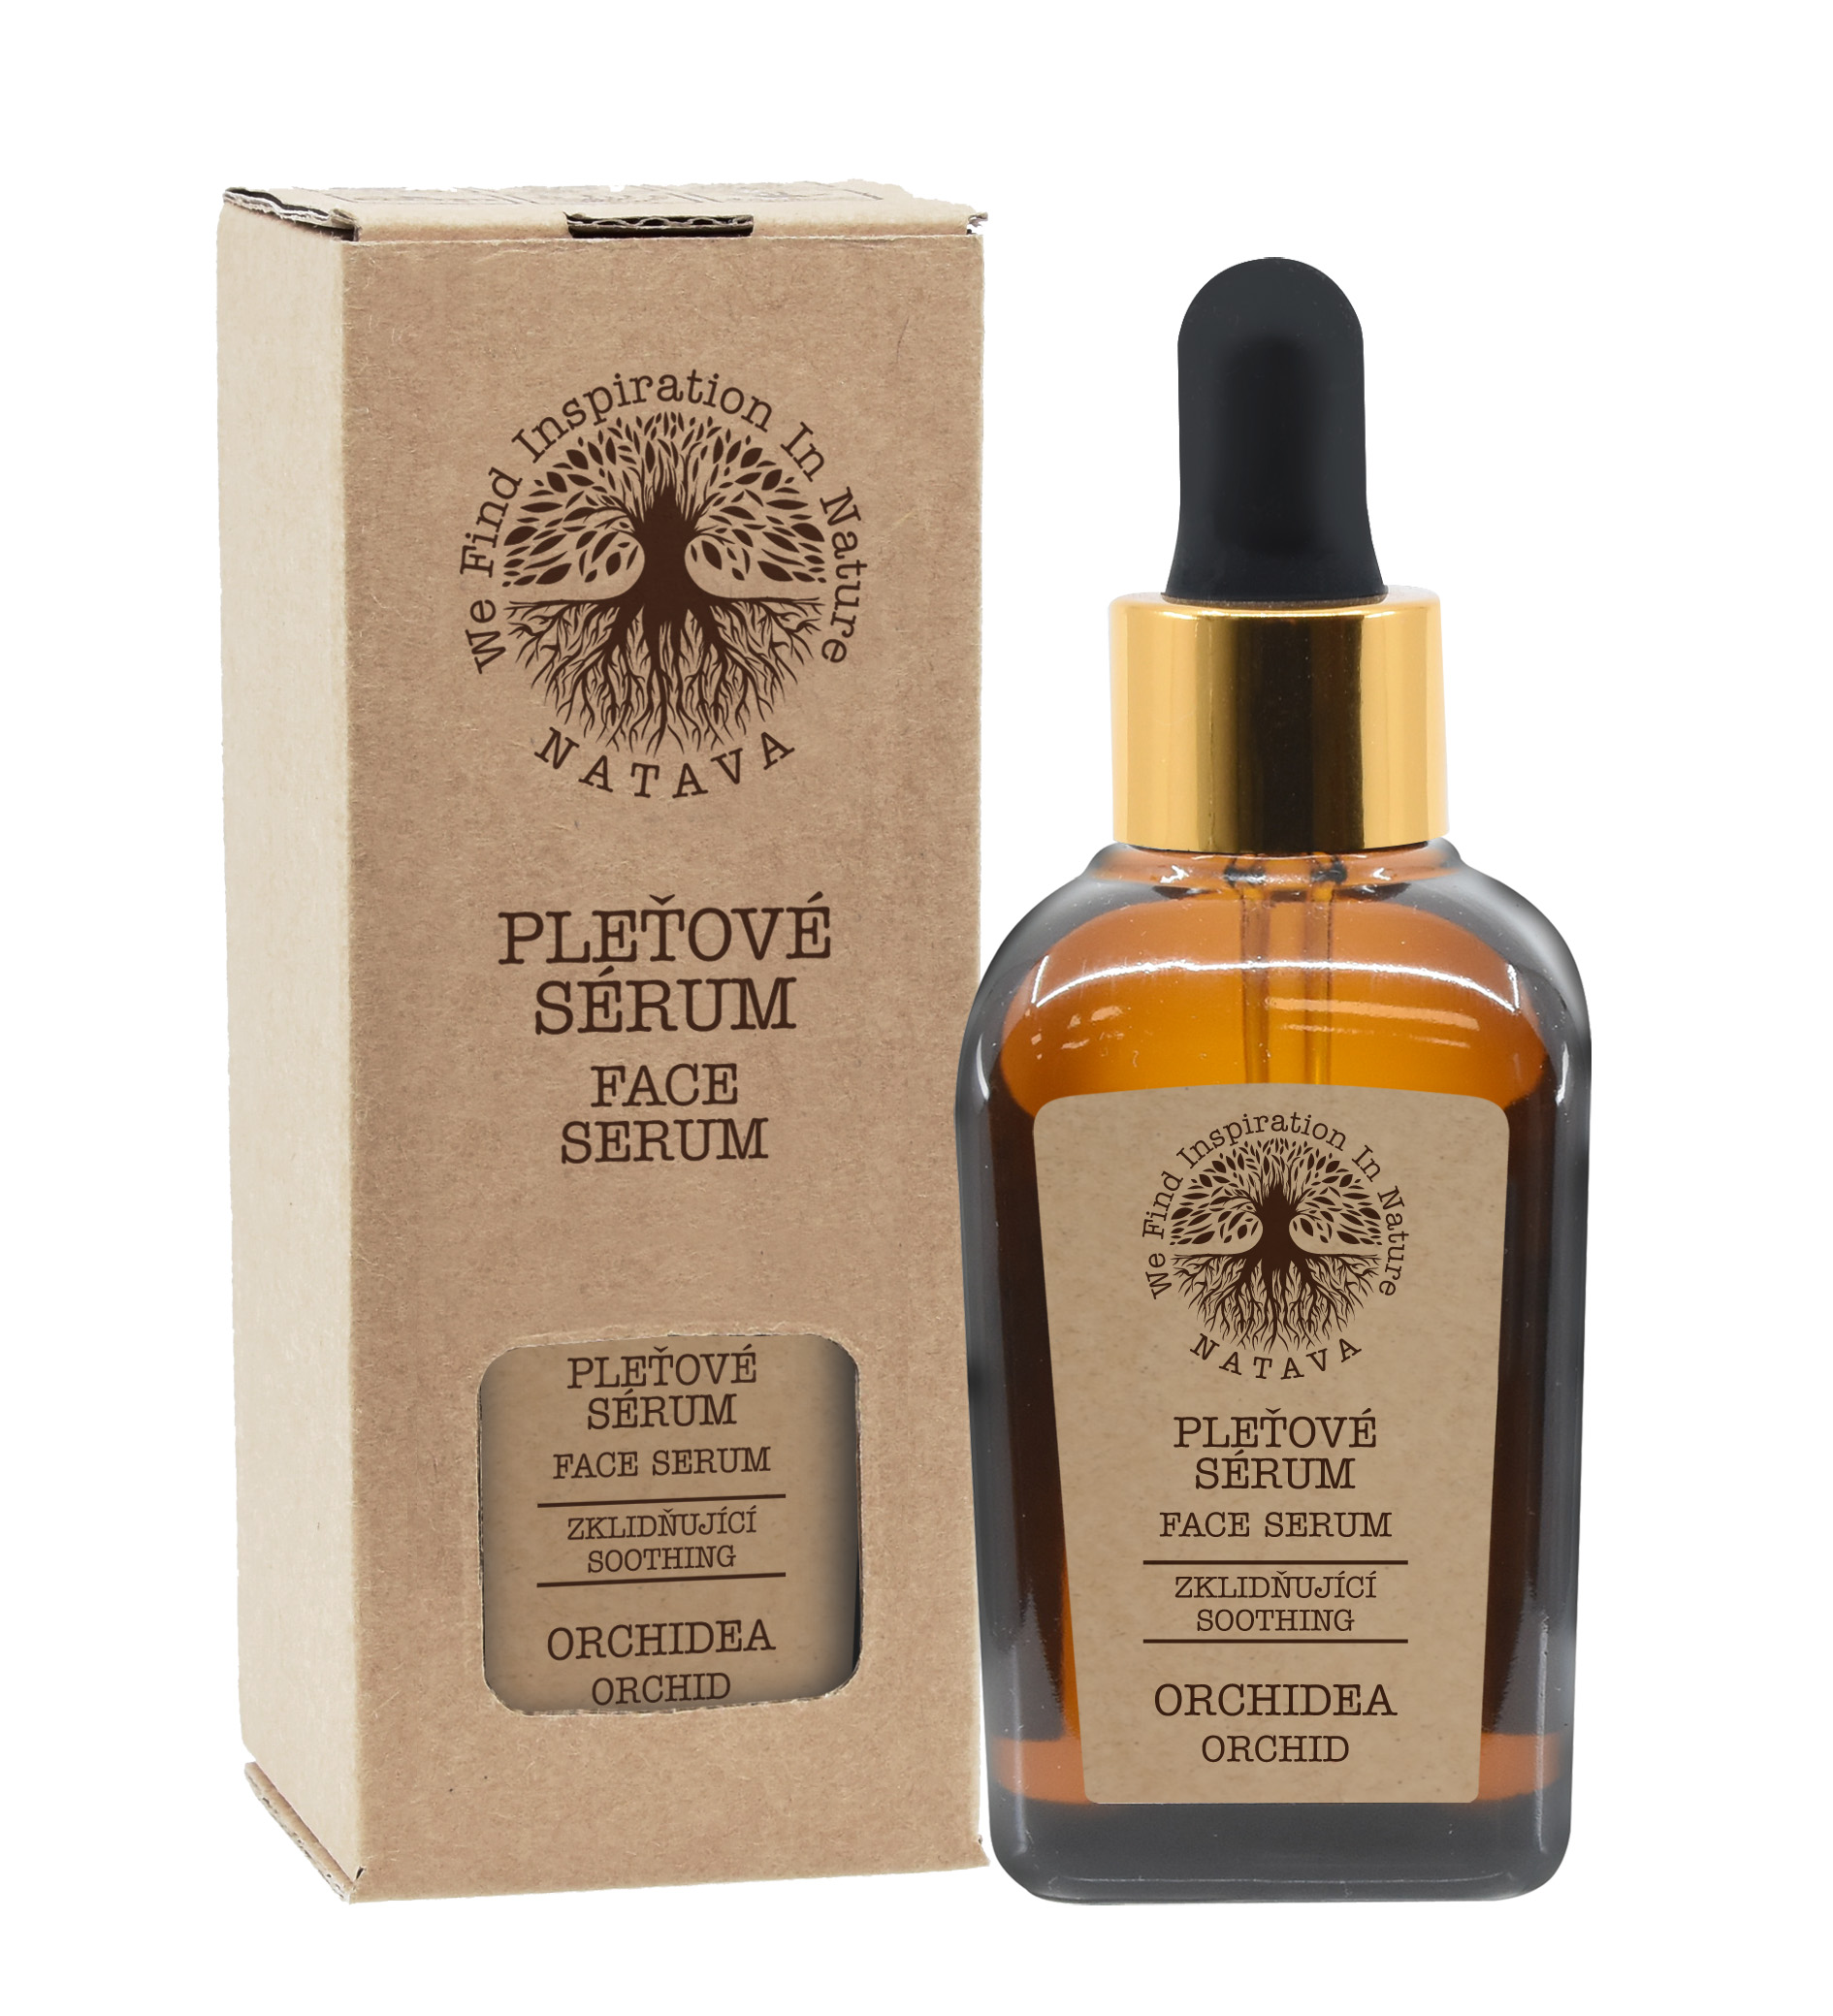 We Find Inspiration In Nature
NATAVA
PLEŤOVÉ
SÉRUM
FACE
SERUM
PLEŤOVÉ
SÉRUM
FACE SERUM
ZKLIDŇUJÍCÍ
SOOTHING
ORCHIDEA
ORCHID
We Find Inspiration In Nature
NATAVA
PLEŤOVÉ
SÉRUM
FACE SERUM
ZKLIDŇUJÍCÍ
SOOTHING
ORCHIDEA
ORCHID